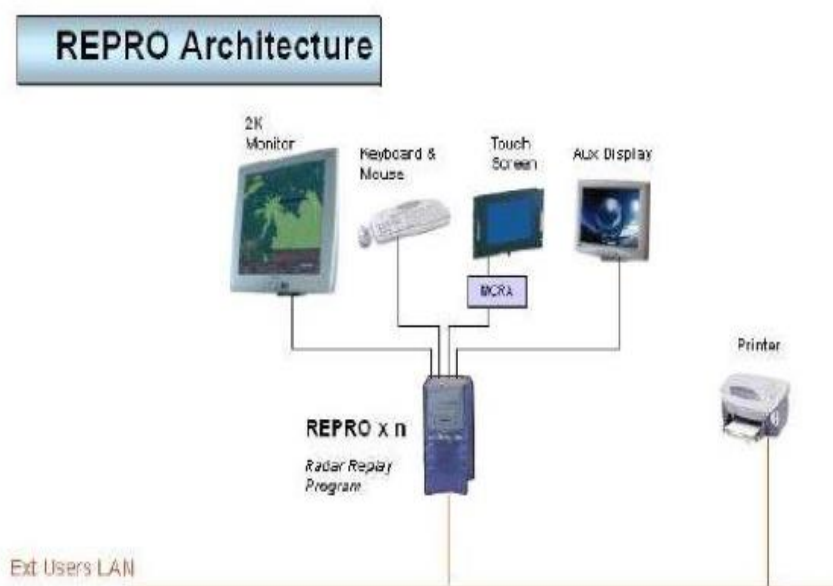 REPRO Architecture
2K
Monitor
Keyboard &
Mouse
Touch
Screen
Aux Display
MCRA
Printer
REPRO x n
Radar Replay
Program
Ext Users LAN